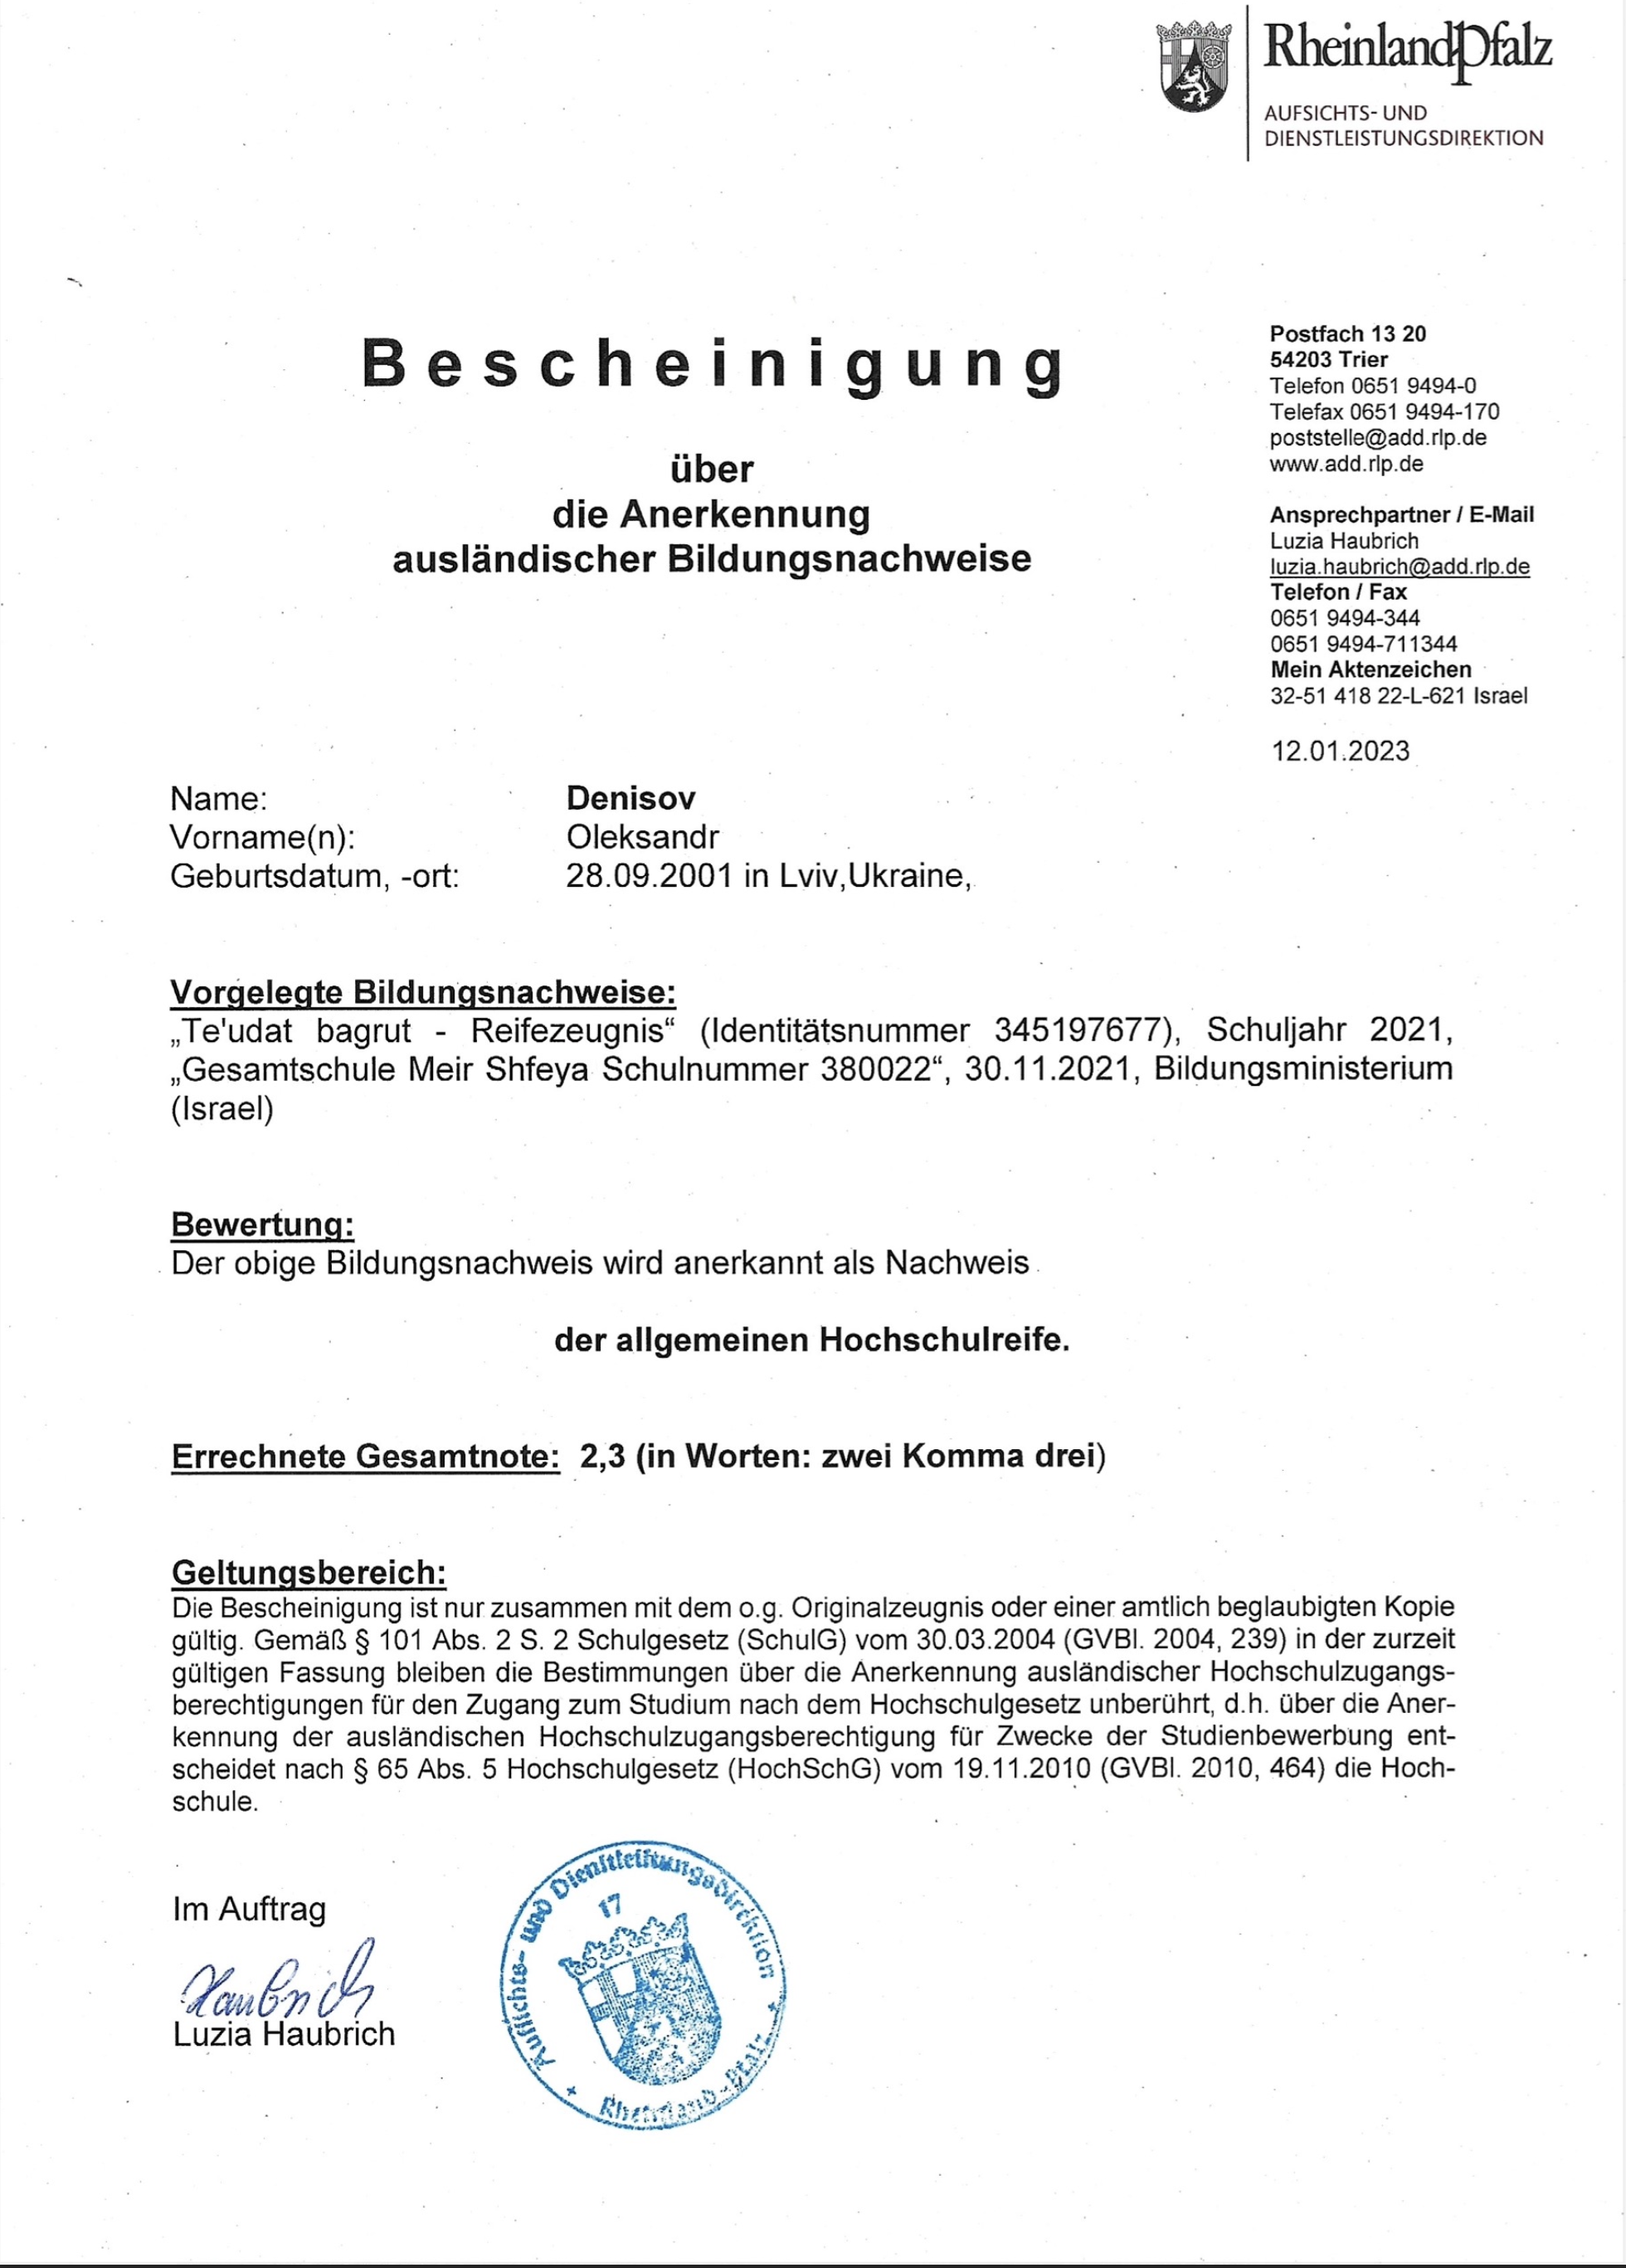 RheinlandPfalz
AUFSICHTS- UND
DIENSTLEISTUNGSDIREKTION
Bescheinigung
über
die Anerkennung
ausländischer Bildungsnachweise
Postfach 13 20
54203 Trier
Telefon 0651 9494-0
Telefax 0651 9494-170
poststelle@add.rlp.de
www.add.rlp.de
Ansprechpartner / E-Mail
Luzia Haubrich
luzia.haubrich@add.rlp.de
Telefon / Fax
0651 9494-344
0651 9494-711344
Mein Aktenzeichen
32-51 418 22-L-621 Israel
12.01.2023
Name: Denisov
Vorname(n): Oleksandr
Geburtsdatum, -ort: 28.09.2001 in Lviv,Ukraine,
Vorgelegte Bildungsnachweise:
„Te'udat bagrut - Reifezeugnis“ (Identitätsnummer 345197677), Schuljahr 2021,
„Gesamtschule Meir Shfeya Schulnummer 380022“, 30.11.2021, Bildungsministerium
(Israel)
Bewertung:
Der obige Bildungsnachweis wird anerkannt als Nachweis
der allgemeinen Hochschulreife.
Errechnete Gesamtnote: 2,3 (in Worten: zwei Komma drei)
Geltungsbereich:
Die Bescheinigung ist nur zusammen mit dem o.g. Originalzeugnis oder einer amtlich beglaubigten Kopie
gültig. Gemäß § 101 Abs. 2 S. 2 Schulgesetz (SchulG) vom 30.03.2004 (GVBl. 2004, 239) in der zurzeit
gültigen Fassung bleiben die Bestimmungen über die Anerkennung ausländischer Hochschulzugangs-
berechtigungen für den Zugang zum Studium nach dem Hochschulgesetz unberührt, d.h. über die Aner-
kennung der ausländischen Hochschulzugangsberechtigung für Zwecke der Studienbewerbung ent-
scheidet nach § 65 Abs. 5 Hochschulgesetz (HochSchG) vom 19.11.2010 (GVBl. 2010, 464) die Hoch-
schule.
Im Auftrag
Haubrich
Luzia Haubrich
Aufsichts- und Dienstleistungsdirektion
17
Rheinland-Pfalz